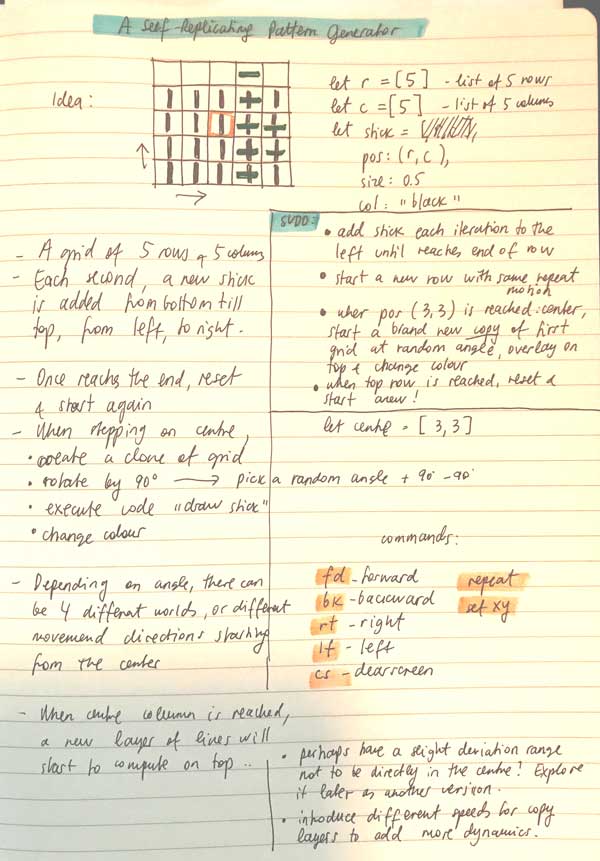 A Self-Replicating Pattern Generator
Idea:
let r = [5] - list of 5 rows
let c = [5] - list of 5 colums
let stick =
pos: (r, c),
size: 0.5
col: "black"
- A grid of 5 rows & 5 colums
- Each second, a new stick
is added from bottom till
top, from left, to right.
- Once reachs the end, reset
& start again
- When stepping on centre,
• create a clone of grid
• rotate by 90° → pick a random angle + 90° - 90°
• execute code "draw stick"
• change colour
- Depending on angle, there can
be 4 different worlds, or different
movemend directions starting
from the center
- When centre column is reached,
a new layer of lines will
start to compute on top ..
SUDO:
• add stick each iteration to the
left until reaches end of row
• start a new row with same repeat
motion
• when pos (3,3) is reached: center,
start a brand new copy of first
grid at random angle, overlay on
top & change colour
• when top row is reached, reset &
start anew!
let centre = [3,3]
commands:
fd - forward
bk - backward
rt - right
lf - left
cs - clearscreen
repeat
set xy
• perhaps have a slight deviation range
not to be directly in the centre? Explore
it later as another version.
• introduce different speeds for copy
layers to add more dynamics.